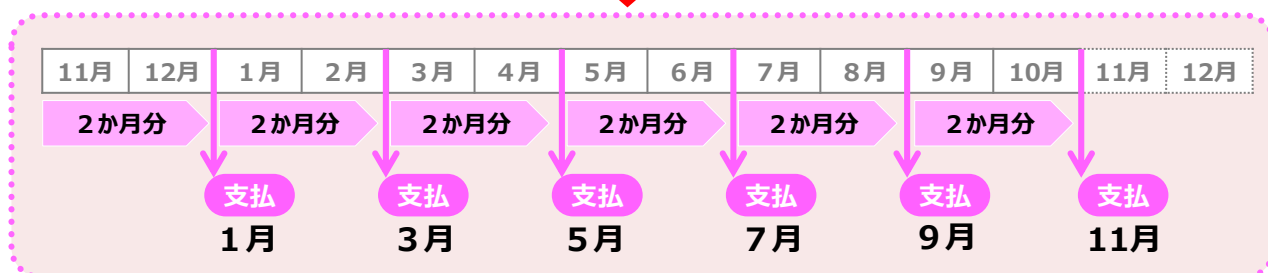 11月 12月 1月 2月 3月 4月 5月 6月 7月 8月 9月 10月 11月 12月
2か月分 2か月分 2か月分 2か月分 2か月分 2か月分
支払 支払 支払 支払 支払 支払
1月 3月 5月 7月 9月 11月